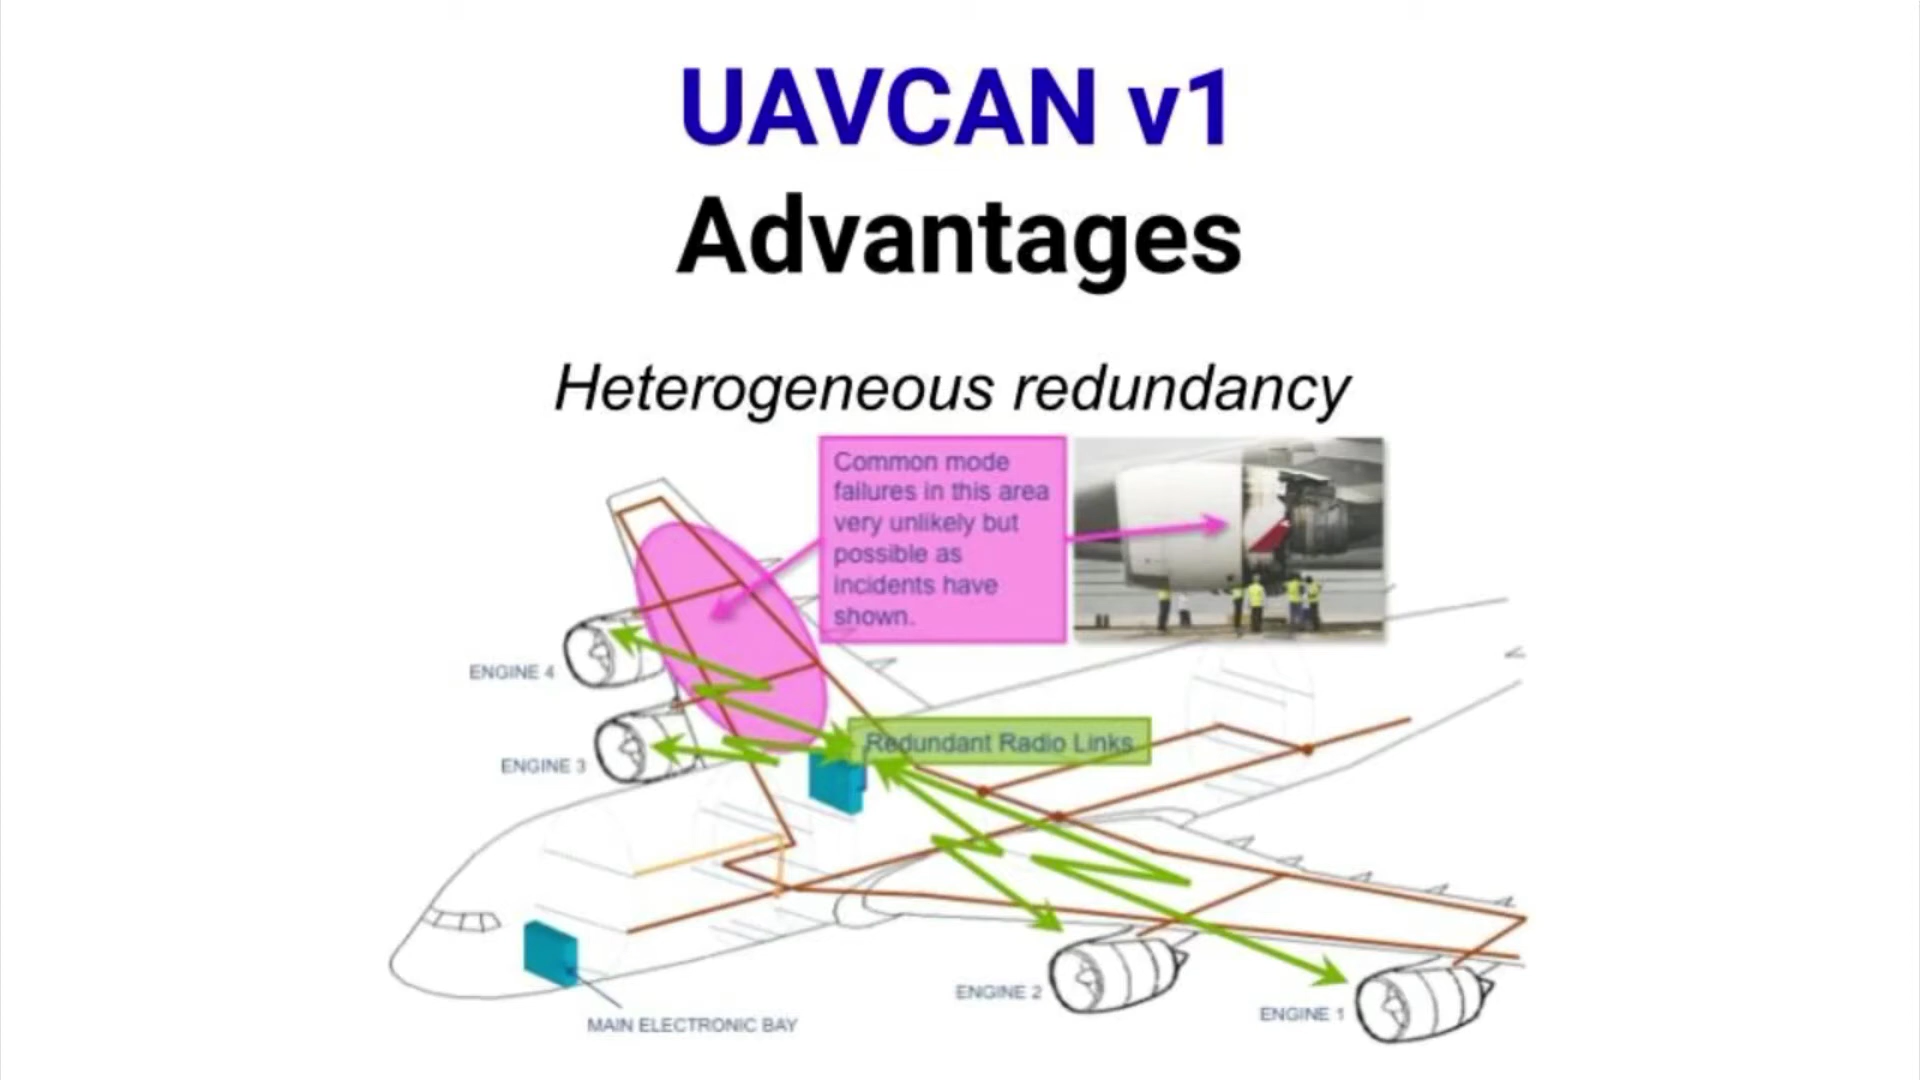 UAVCAN v1
Advantages
Heterogeneous redundancy
Common mode
failures in this area
very unlikely but
possible as
incidents have
shown.
ENGINE 4
Redundant Radio Links
ENGINE 3
ENGINE 2
ENGINE 1
MAIN ELECTRONIC BAY